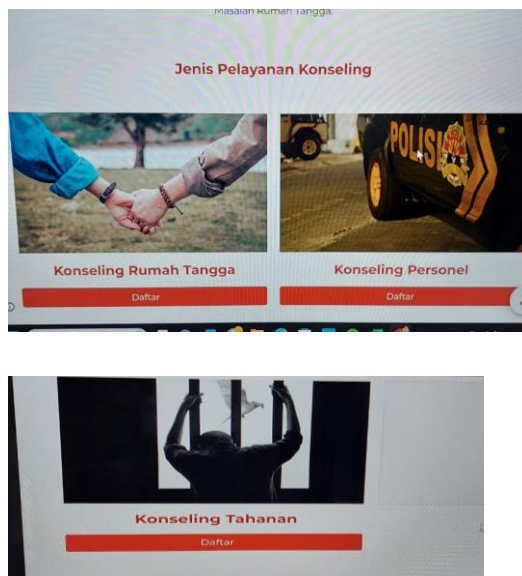 Masalah Rumah Tangga.
Jenis Pelayanan Konseling
POLISI
Konseling Rumah Tangga
Konseling Personel
Daftar
Daftar
Konseling Tahanan
Daftar